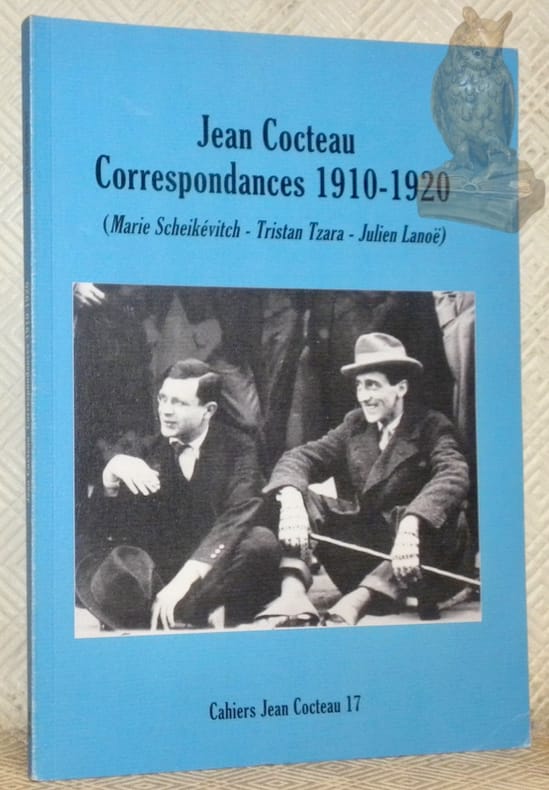 Jean Cocteau
Correspondances 1910-1920
(Marie Scheikévitch - Tristan Tzara - Julien Lanoë)
Cahiers Jean Cocteau 17